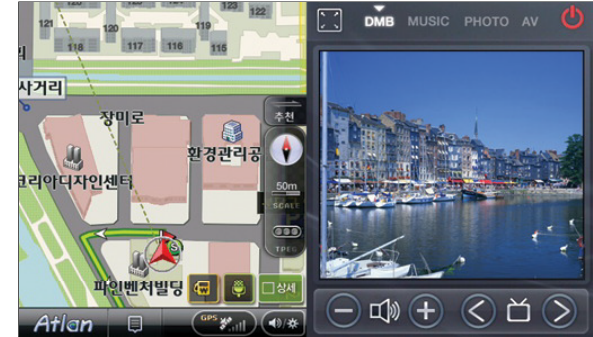 123
122
121
120
119
118
117
116
115
사거리
장미로
추천
환경관리공
50m
SCALE
코리아디자인센터
TPEG
S
파인벤처빌딩
상세
Atlan
GPS
DMB
MUSIC
PHOTO
AV